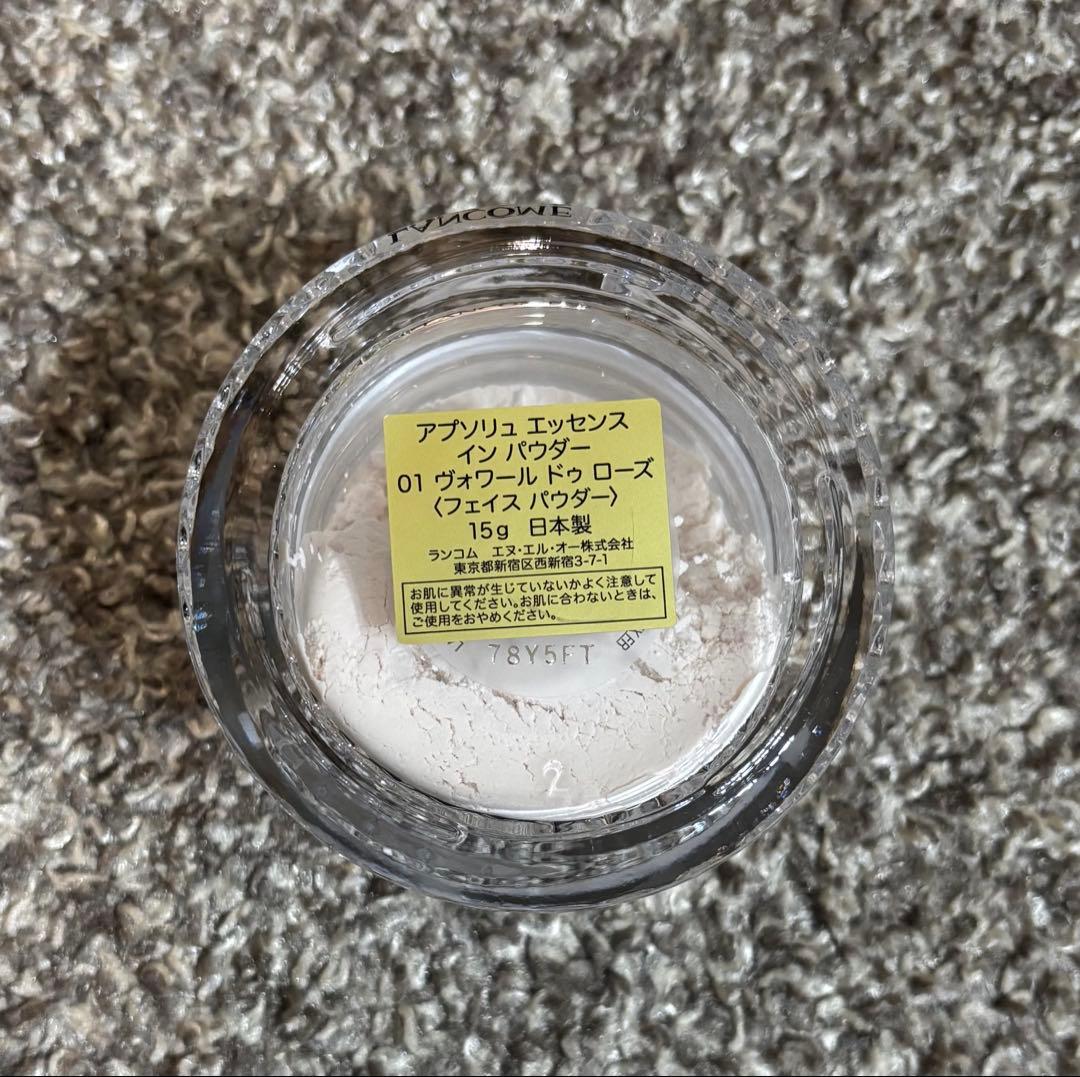 LANCOME
アプソリュ エッセンス
イン パウダー
01 ヴォワール ドゥ ローズ
〈フェイス パウダー〉
15g 日本製
ランコム エヌ・エル・オー株式会社
東京都新宿区西新宿3-7-1
お肌に異常が生じていないかよく注意して
使用してください。お肌に合わないときは、
ご使用をおやめください。
78Y5FT
2